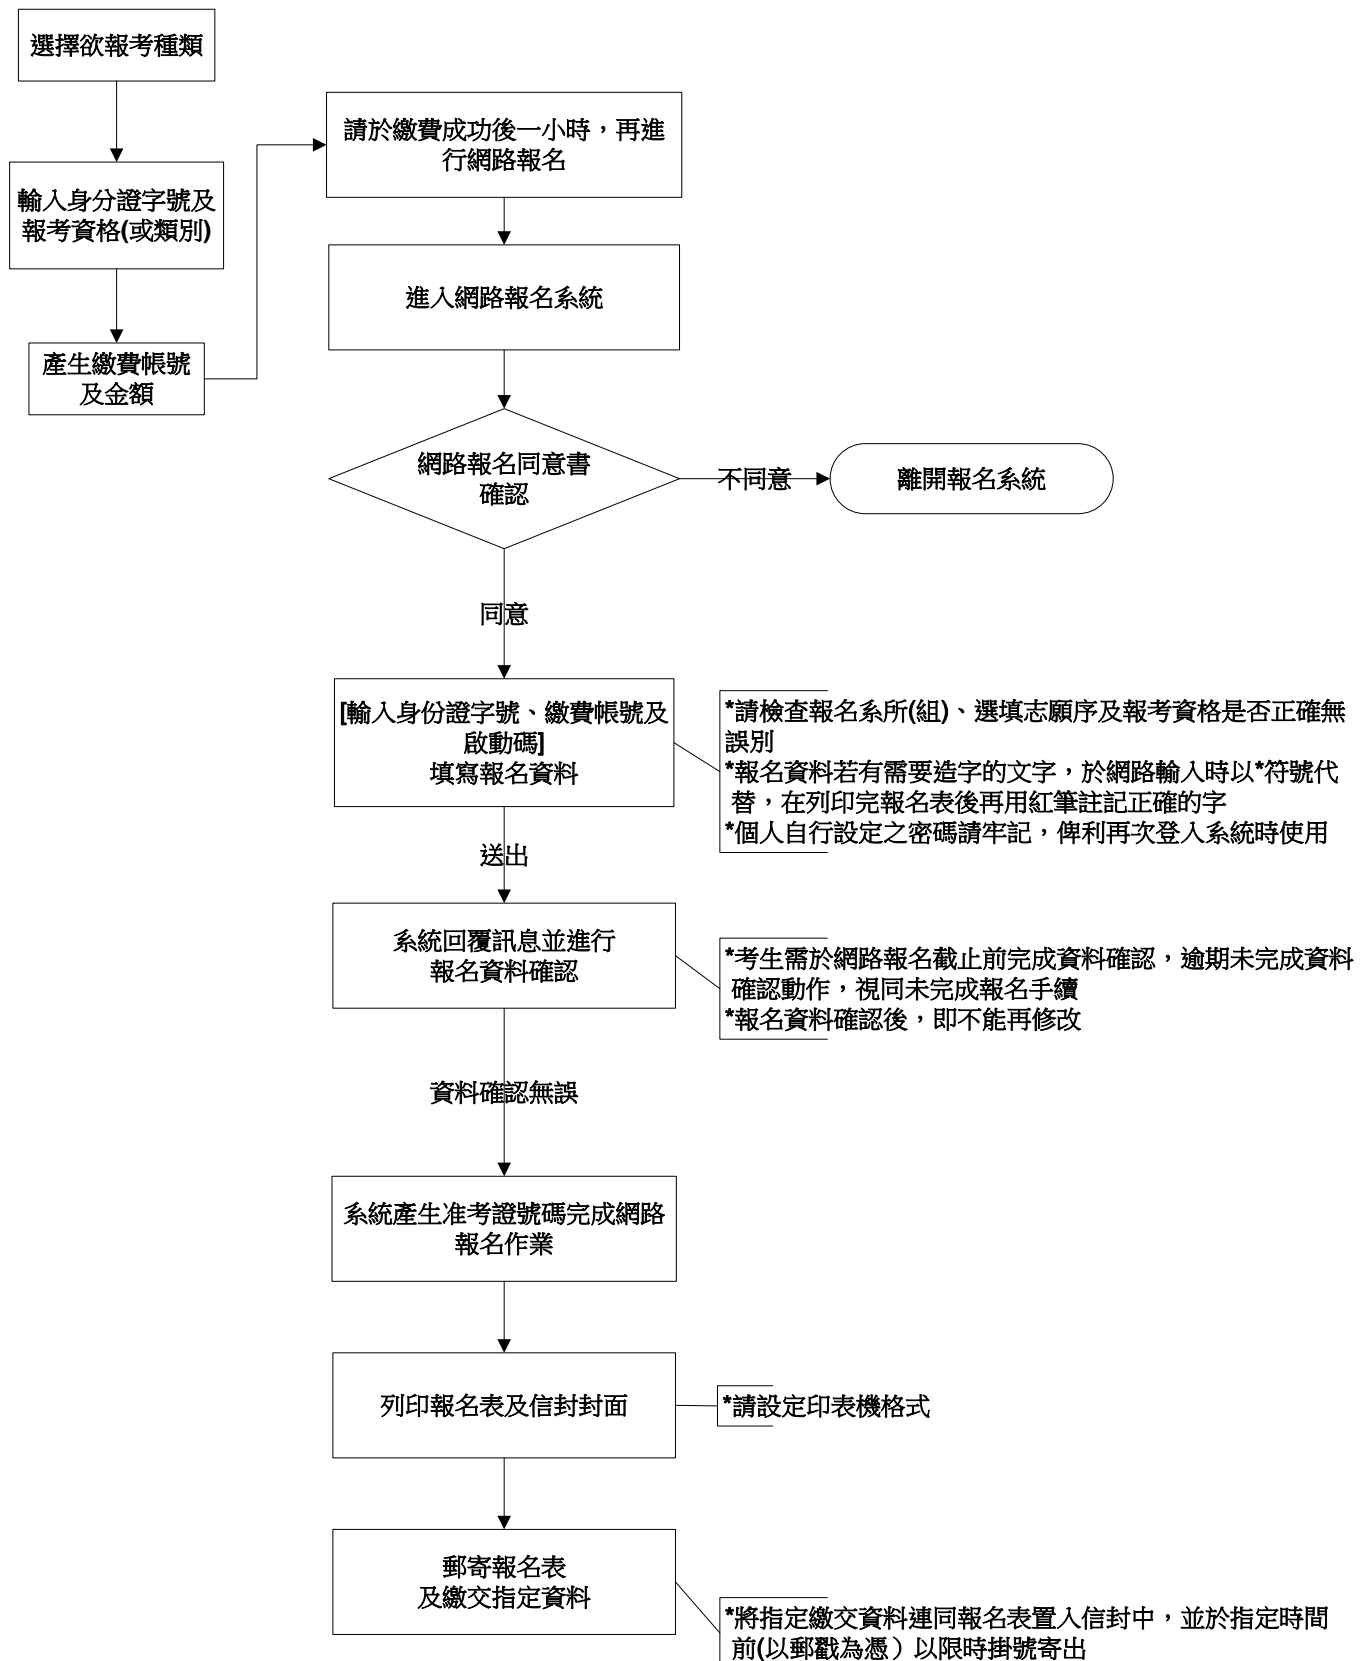 選擇欲報考種類
輸入身分證字號及
報考資格(或類別)
產生繳費帳號
及金額
請於繳費成功後一小時，再進
行網路報名
進入網路報名系統
網路報名同意書
確認
不同意
離開報名系統
同意
[輸入身份證字號、繳費帳號及
啟動碼]
填寫報名資料
*請檢查報名系所(組)、選填志願序及報考資格是否正確無
誤別
*報名資料若有需要造字的文字，於網路輸入時以*符號代
替，在列印完報名表後再用紅筆註記正確的字
*個人自行設定之密碼請牢記，俾利再次登入系統時使用
送出
系統回覆訊息並進行
報名資料確認
*考生需於網路報名截止前完成資料確認，逾期未完成資料
確認動作，視同未完成報名手續
*報名資料確認後，即不能再修改
資料確認無誤
系統產生准考證號碼完成網路
報名作業
列印報名表及信封封面
*請設定印表機格式
郵寄報名表
及繳交指定資料
*將指定繳交資料連同報名表置入信封中，並於指定時間
前(以郵戳為憑）以限時掛號寄出